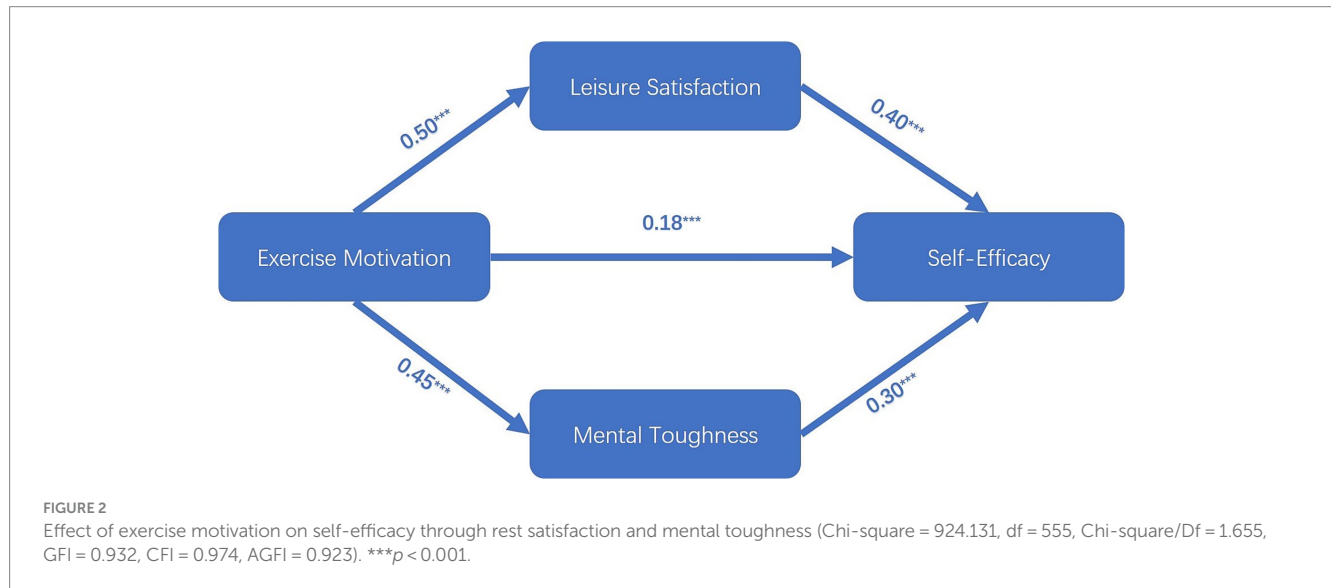 Leisure Satisfaction
0.50***
0.40***
0.18***
Exercise Motivation
Self-Efficacy
0.45***
0.30***
Mental Toughness
FIGURE 2
Effect of exercise motivation on self-efficacy through rest satisfaction and mental toughness (Chi-square = 924.131, df = 555, Chi-square/Df = 1.655,
GFI = 0.932, CFI = 0.974, AGFI = 0.923). ***p < 0.001.